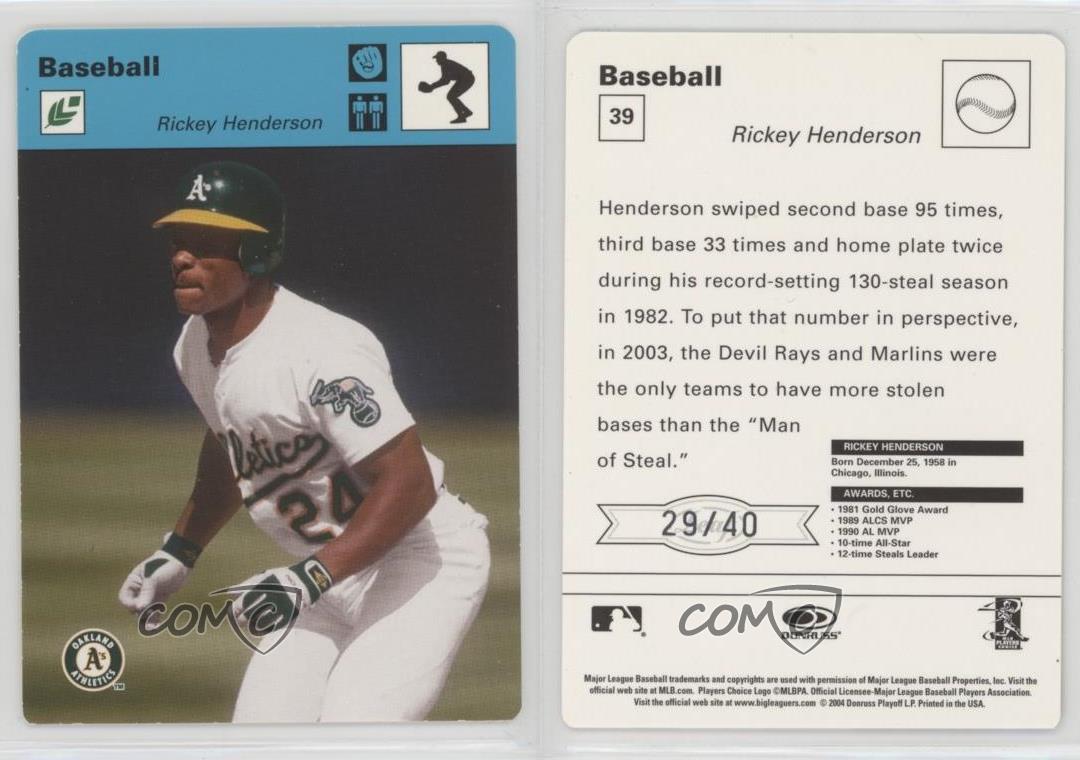 Baseball
Rickey Henderson
A's
Athletics
24
OAKLAND
A's
ATHLETICS
TM
COMC
Baseball
39
Rickey Henderson
Henderson swiped second base 95 times,
third base 33 times and home plate twice
during his record-setting 130-steal season
in 1982. To put that number in perspective,
in 2003, the Devil Rays and Marlins were
the only teams to have more stolen
bases than the “Man
of Steal.”
RICKEY HENDERSON
Born December 25, 1958 in
Chicago, Illinois.
AWARDS, ETC.
• 1981 Gold Glove Award
• 1989 ALCS MVP
• 1990 AL MVP
• 10-time All-Star
• 12-time Steals Leader
Leaf
29/40
COMC
DONRUSS
MLB
PLAYERS
CHOICE
Major League Baseball trademarks and copyrights are used with permission of Major League Baseball Properties, Inc. Visit the
official web site at MLB.com. Players Choice Logo ©MLBPA. Official Licensee-Major League Baseball Players Association.
Visit the official web site at www.bigleaguers.com © 2004 Donruss Playoff L.P. Printed in the USA.